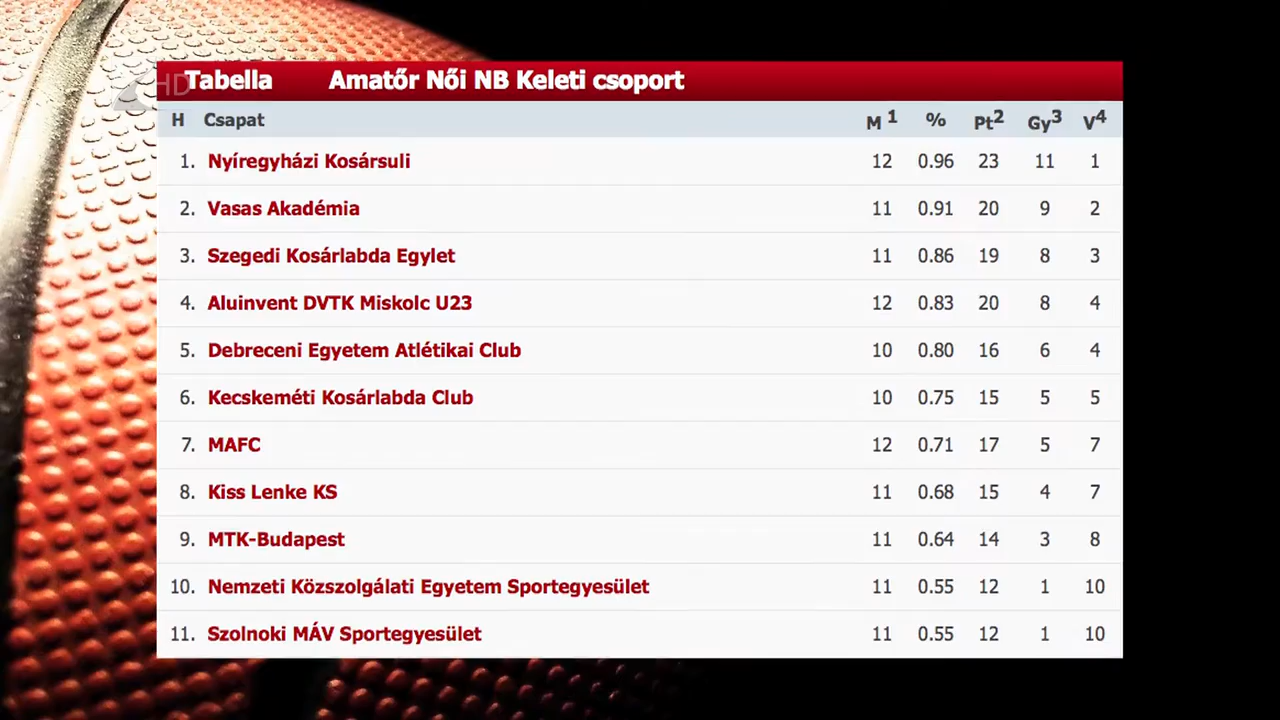 HD
Tabella Amatőr Női NB Keleti csoport
H Csapat M 1 % Pt2 Gy3 V4
1. Nyíregyházi Kosársuli 12 0.96 23 11 1
2. Vasas Akadémia 11 0.91 20 9 2
3. Szegedi Kosárlabda Egylet 11 0.86 19 8 3
4. Aluinvent DVTK Miskolc U23 12 0.83 20 8 4
5. Debreceni Egyetem Atlétikai Club 10 0.80 16 6 4
6. Kecskeméti Kosárlabda Club 10 0.75 15 5 5
7. MAFC 12 0.71 17 5 7
8. Kiss Lenke KS 11 0.68 15 4 7
9. MTK-Budapest 11 0.64 14 3 8
10. Nemzeti Közszolgálati Egyetem Sportegyesület 11 0.55 12 1 10
11. Szolnoki MÁV Sportegyesület 11 0.55 12 1 10